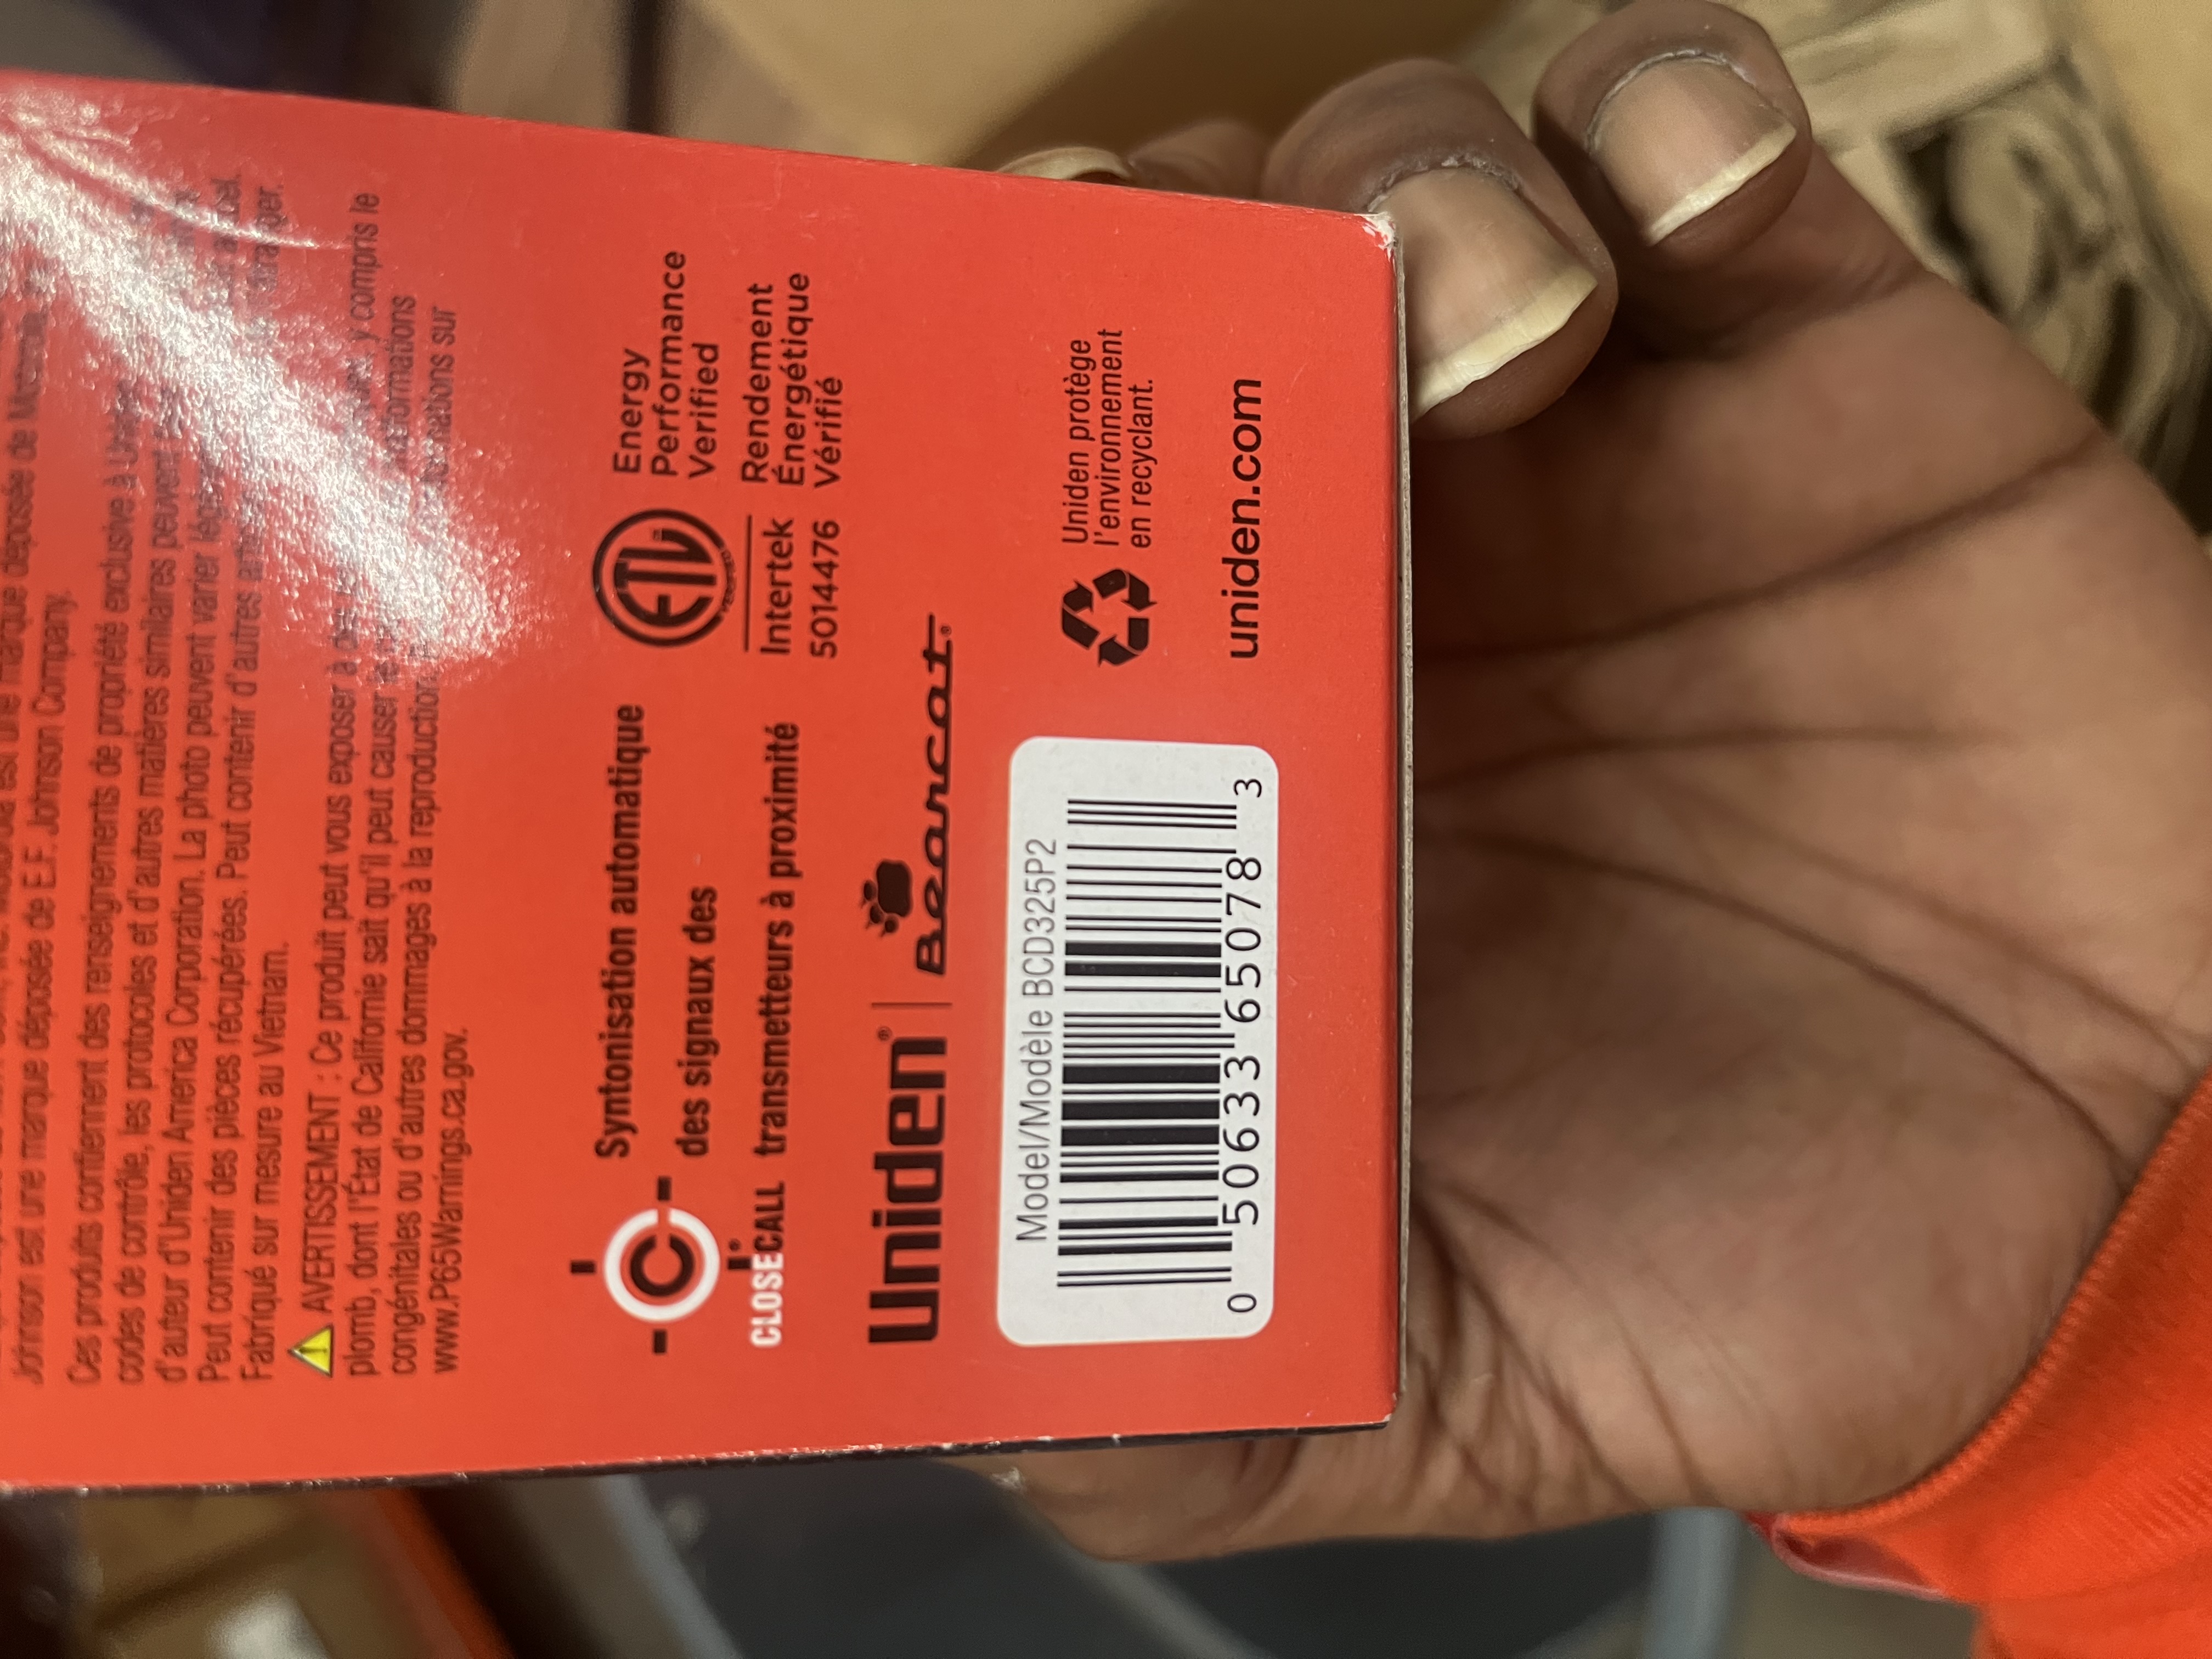 Johnson est une marque déposée de E.F. Johnson Company.
Ces produits contiennent des renseignements de propriété exclusive à
codes de contrôle, les protocoles et d'autres matières similaires peuvent
d'auteur d'Uniden America Corporation. La photo peuvent varier
Peut contenir des pièces récupérées. Peut contenir d'autres
Fabriqué sur mesure au Vietnam.
AVERTISSEMENT : Ce produit peut vous exposer à y compris le
plomb, dont l'État de Californie sait qu'il peut causer informations
congénitales ou d'autres dommages à la reproduction sur
www.P65Warnings.ca.gov.
C
CLOSECALL
Syntonisation automatique
des signaux des
transmetteurs à proximité
ETL
Intertek
5014476
Energy
Performance
Verified
Rendement
Énergétique
Vérifié
Uniden® | Bearcat®
Model/Modèle BCD325P2
0 50633 65078 3
Uniden protège
l'environnement
en recyclant.
uniden.com